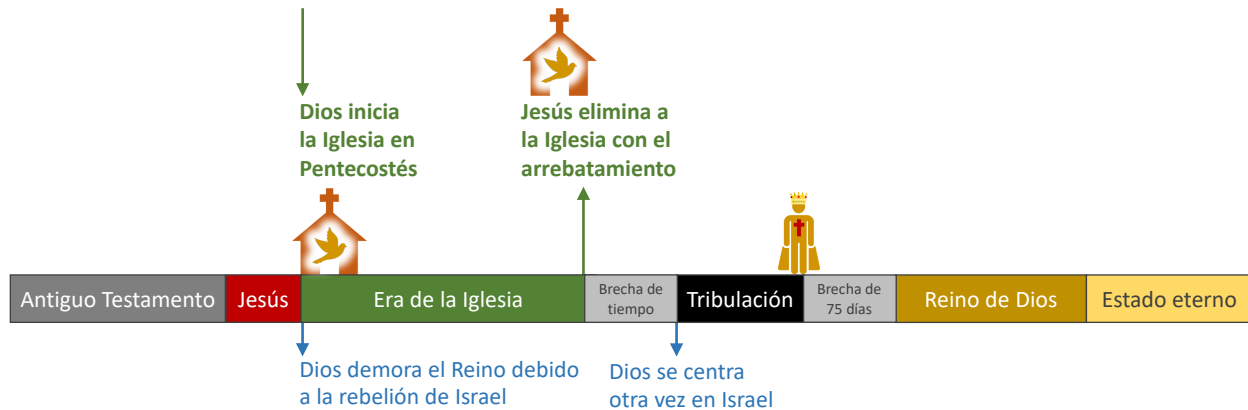 Dios inicia
la Iglesia en
Pentecostés
Jesús elimina a
la Iglesia con el
arrebatamiento
Antiguo Testamento
Jesús
Era de la Iglesia
Brecha de
tiempo
Tribulación
Brecha de
75 días
Reino de Dios
Estado eterno
Dios demora el Reino debido
a la rebelión de Israel
Dios se centra
otra vez en Israel